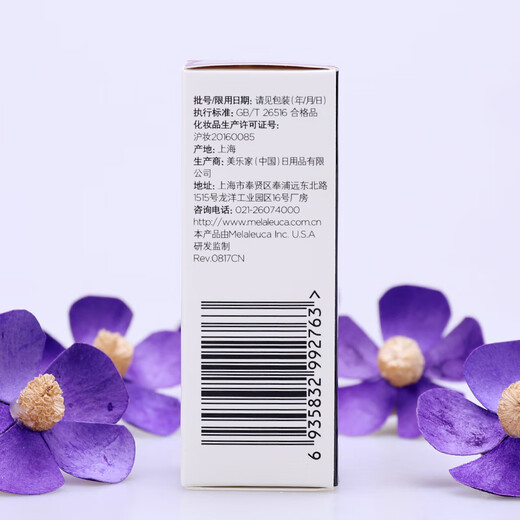 批号/限用日期: 请见包装(年/月/日)
执行标准: GB/T 26516 合格品
化妆品生产许可证号:
沪妆20160085
产地: 上海
生产商: 美乐家(中国)日用品有限
公司
地址: 上海市奉贤区奉浦远东北路
1515号龙洋工业园区16号厂房
咨询电话: 021-26074000
http://www.melaleuca.com.cn
本产品由Melaleuca Inc. U.S.A
研发监制
Rev.0817CN
6 935832 992763>